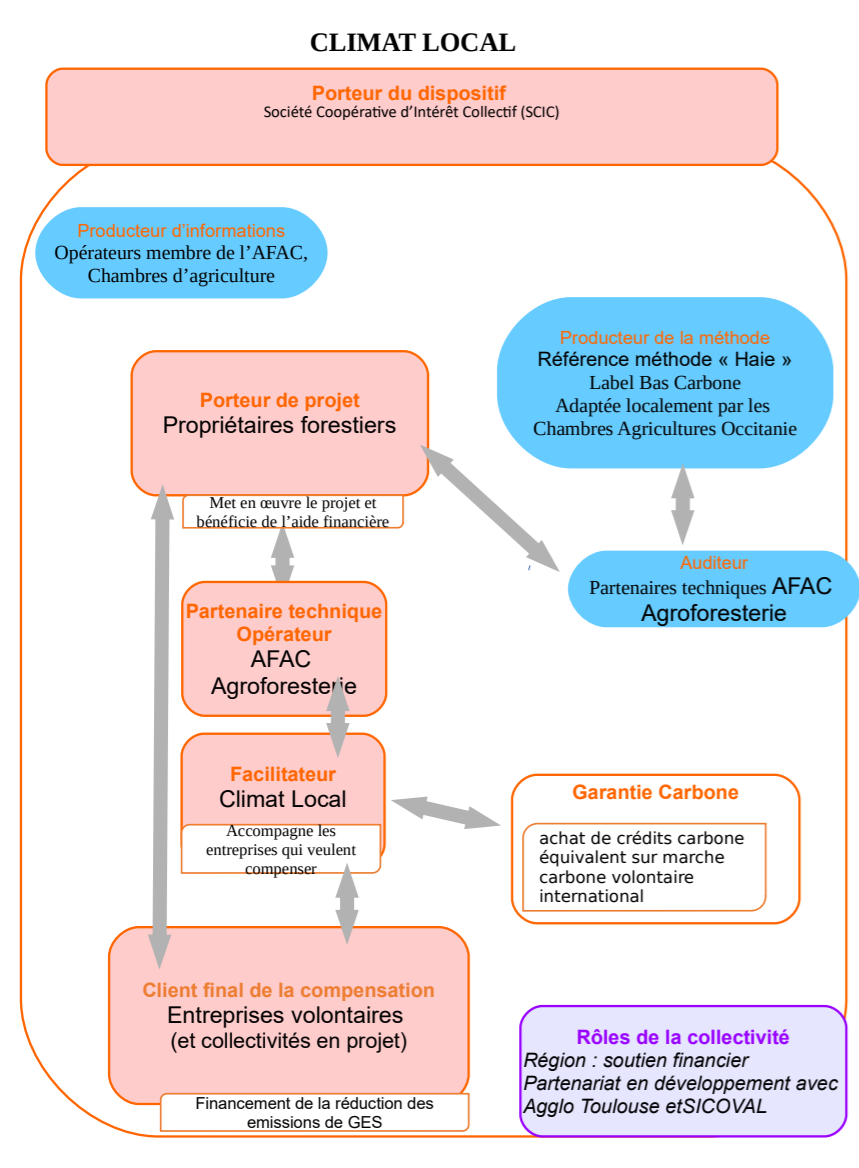 CLIMAT LOCAL
Porteur du dispositif
Société Coopérative d'Intérêt Collectif (SCIC)
Producteur d'informations
Opérateurs membre de l'AFAC,
Chambres d'agriculture
Producteur de la méthode
Référence méthode « Haie »
Label Bas Carbone
Adaptée localement par les
Chambres Agricultures Occitanie
Porteur de projet
Propriétaires forestiers
Met en œuvre le projet et
bénéficie de l'aide financière
Auditeur
Partenaires techniques AFAC
Agroforesterie
Partenaire technique
Opérateur
AFAC
Agroforesterie
Facilitateur
Climat Local
Accompagne les
entreprises qui veulent
compenser
Garantie Carbone
achat de crédits carbone
équivalent sur marche
carbone volontaire
international
Client final de la compensation
Entreprises volontaires
(et collectivités en projet)
Financement de la réduction des
emissions de GES
Rôles de la collectivité
Région : soutien financier
Partenariat en développement avec
Agglo Toulouse etSICOVAL